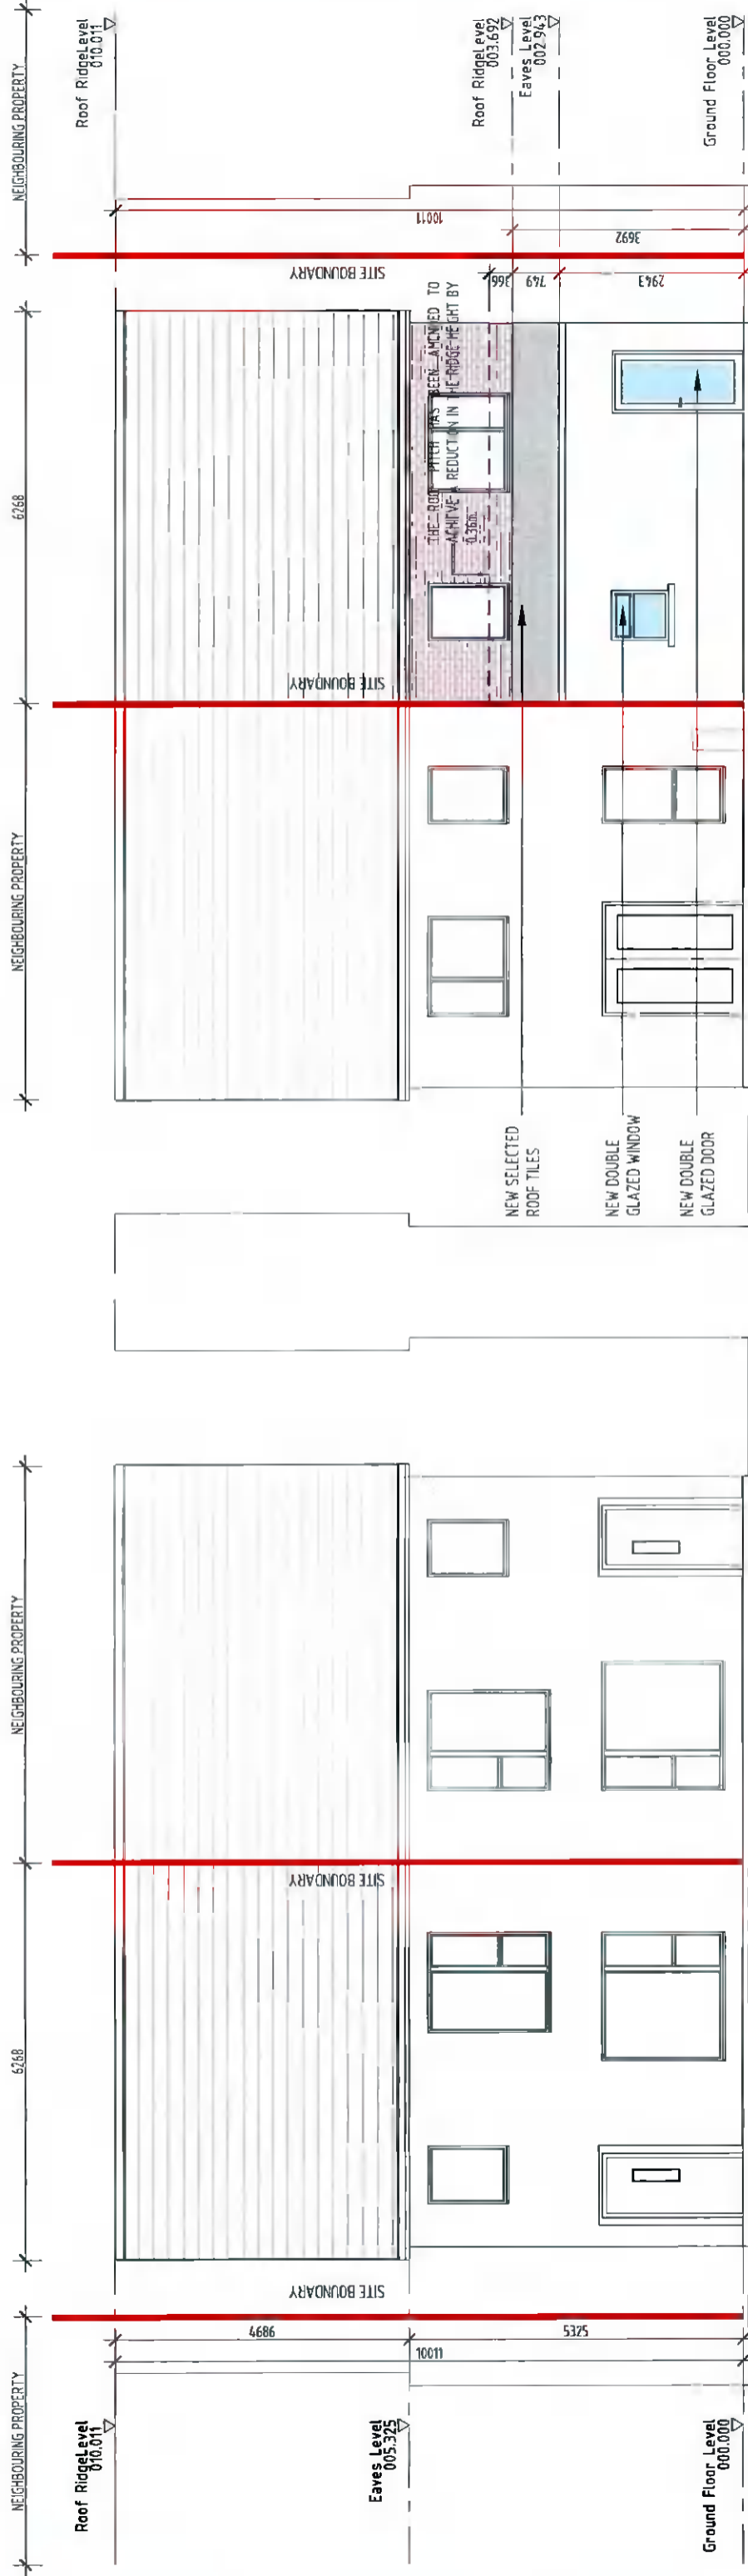 NEIGHBOURING PROPERTY
6268
NEIGHBOURING PROPERTY
NEIGHBOURING PROPERTY
6268
NEIGHBOURING PROPERTY
Roof RidgeLevel
010.011
Eaves Level
005.325
Ground Floor Level
000.000
4686
5325
10011
SITE BOUNDARY
SITE BOUNDARY
NEW SELECTED
ROOF TILES
NEW DOUBLE
GLAZED WINDOW
NEW DOUBLE
GLAZED DOOR
SITE BOUNDARY
THE ROOF PITCH HAS BEEN AMENDED TO
ACHIEVE A REDUCTION IN THE RIDGE HEIGHT BY
0.36m
SITE BOUNDARY
366
749
2943
3692
10011
Roof RidgeLevel
010.011
Roof RidgeLevel
003.692
Eaves Level
002.943
Ground Floor Level
000.000